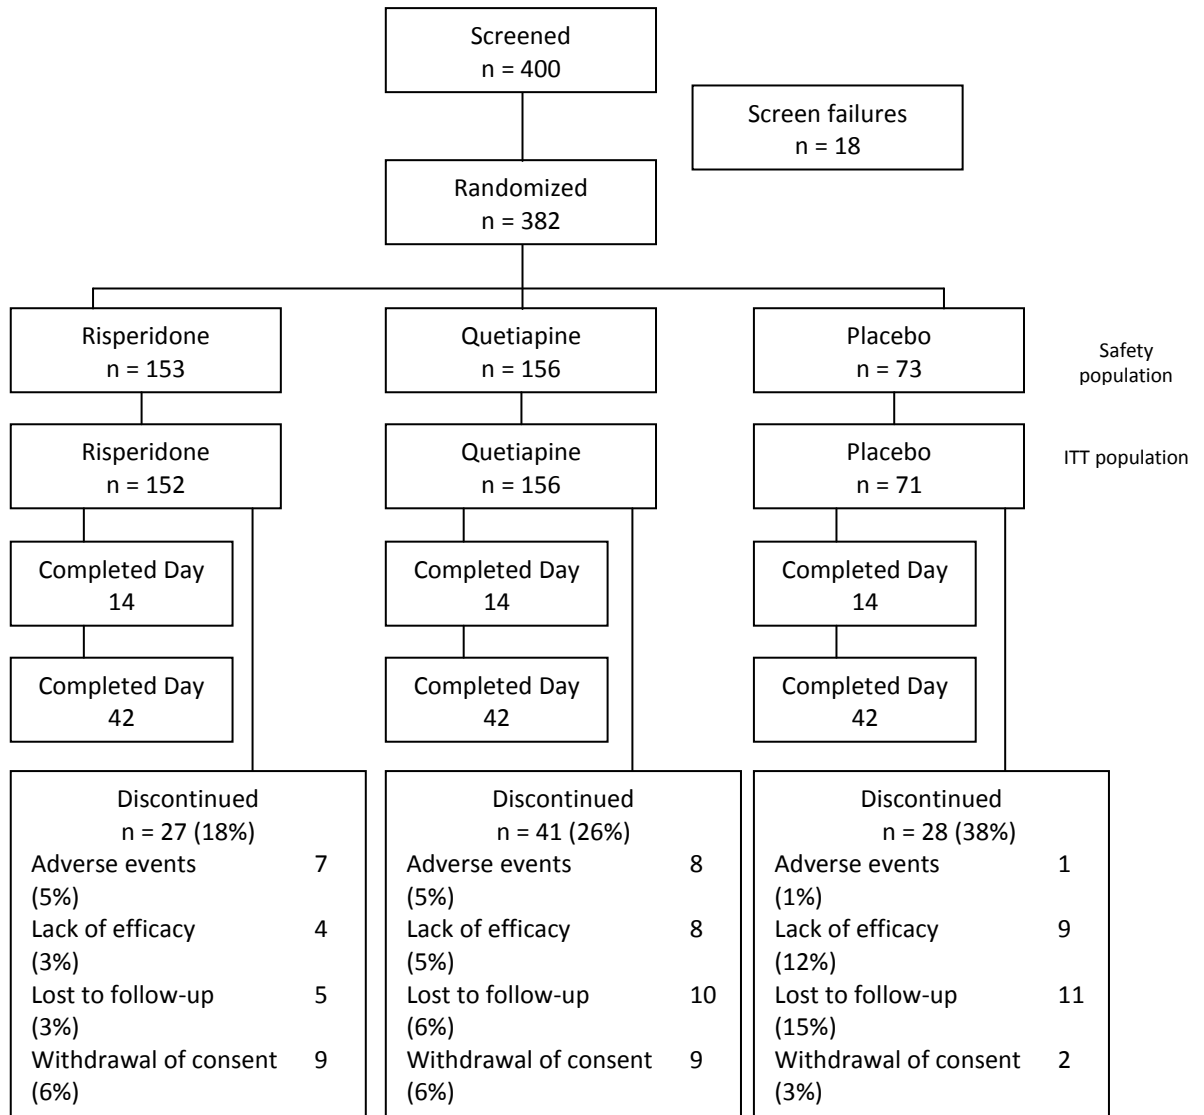 Screened
n = 400
Screen failures
n = 18
Randomized
n = 382
Risperidone
n = 153
Quetiapine
n = 156
Placebo
n = 73
Safety
population
Risperidone
n = 152
Quetiapine
n = 156
Placebo
n = 71
ITT population
Completed Day
14
Completed Day
14
Completed Day
14
Completed Day
42
Completed Day
42
Completed Day
42
Discontinued
n = 27 (18%)
Adverse events 7
(5%)
Lack of efficacy 4
(3%)
Lost to follow-up 5
(3%)
Withdrawal of consent 9
(6%)
Discontinued
n = 41 (26%)
Adverse events 8
(5%)
Lack of efficacy 8
(5%)
Lost to follow-up 10
(6%)
Withdrawal of consent 9
(6%)
Discontinued
n = 28 (38%)
Adverse events 1
(1%)
Lack of efficacy 9
(12%)
Lost to follow-up 11
(15%)
Withdrawal of consent 2
(3%)